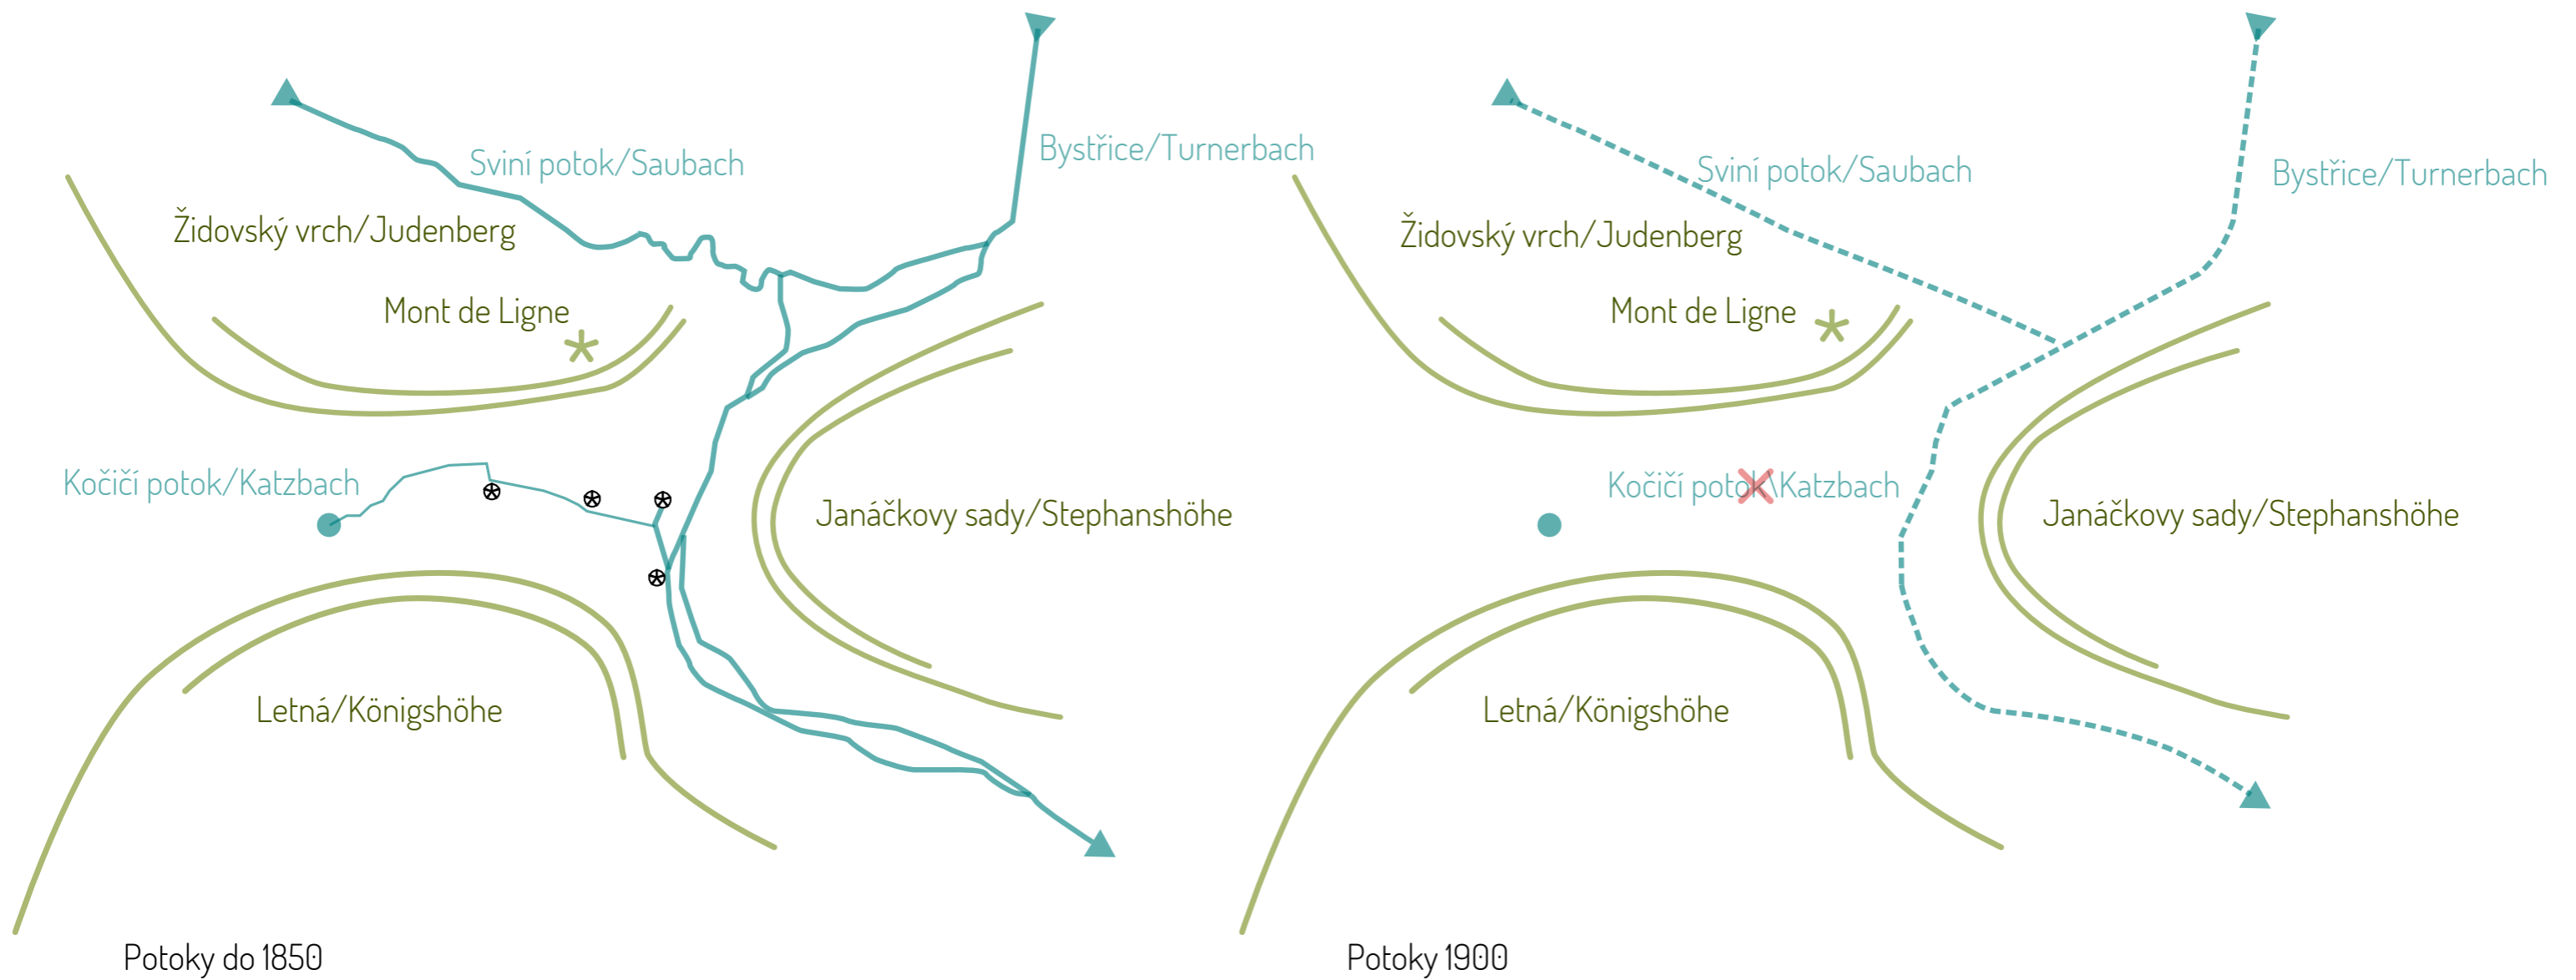 Sviní potok/Saubach
Bystřice/Turnerbach
Židovský vrch/Judenberg
Mont de Ligne
Kočičí potok/Katzbach
Janáčkovy sady/Stephanshöhe
Letná/Königshöhe
Potoky do 1850
Sviní potok/Saubach
Bystřice/Turnerbach
Židovský vrch/Judenberg
Mont de Ligne
Kočičí potok\Katzbach
Janáčkovy sady/Stephanshöhe
Letná/Königshöhe
Potoky 1900